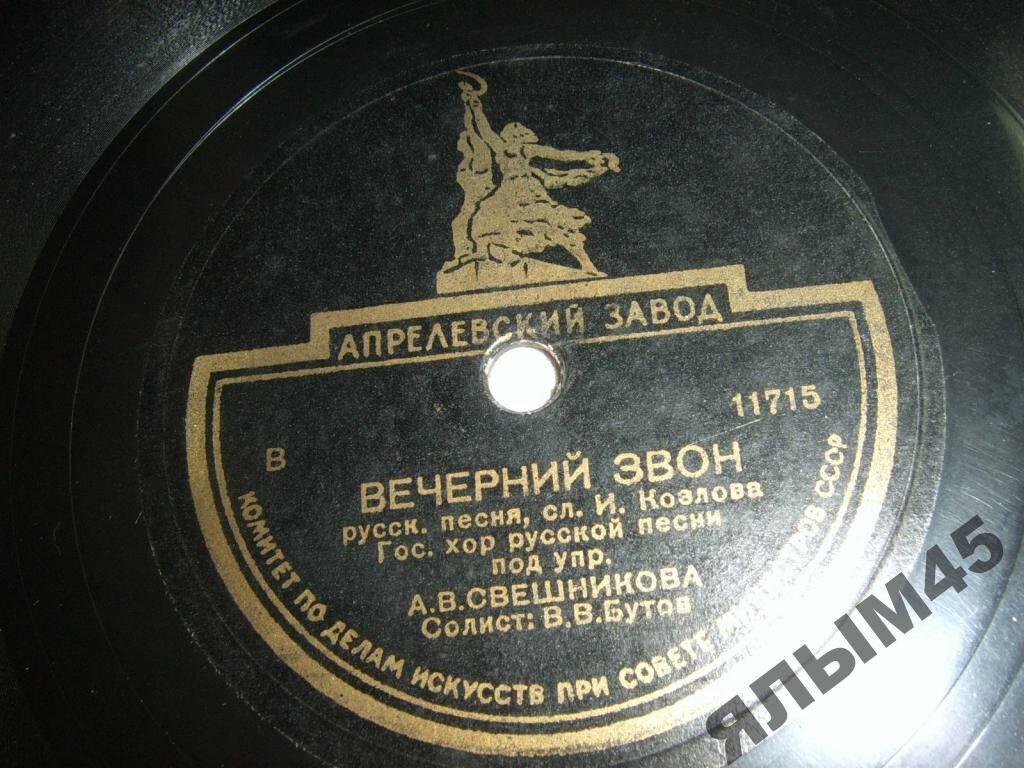 АПРЕЛЕВСКИЙ ЗАВОД
11715
В
ВЕЧЕРНИЙ ЗВОН
русск. песня, сл. И. Козлова
Гос. хор русской песни
под упр.
А.В.СВЕШНИКОВА
Солист: В.В.Бутов
КОМИТЕТ ПО ДЕЛАМ ИСКУССТВ ПРИ СОВЕТЕ МИНИСТРОВ СССР
ЯЛЫМ45